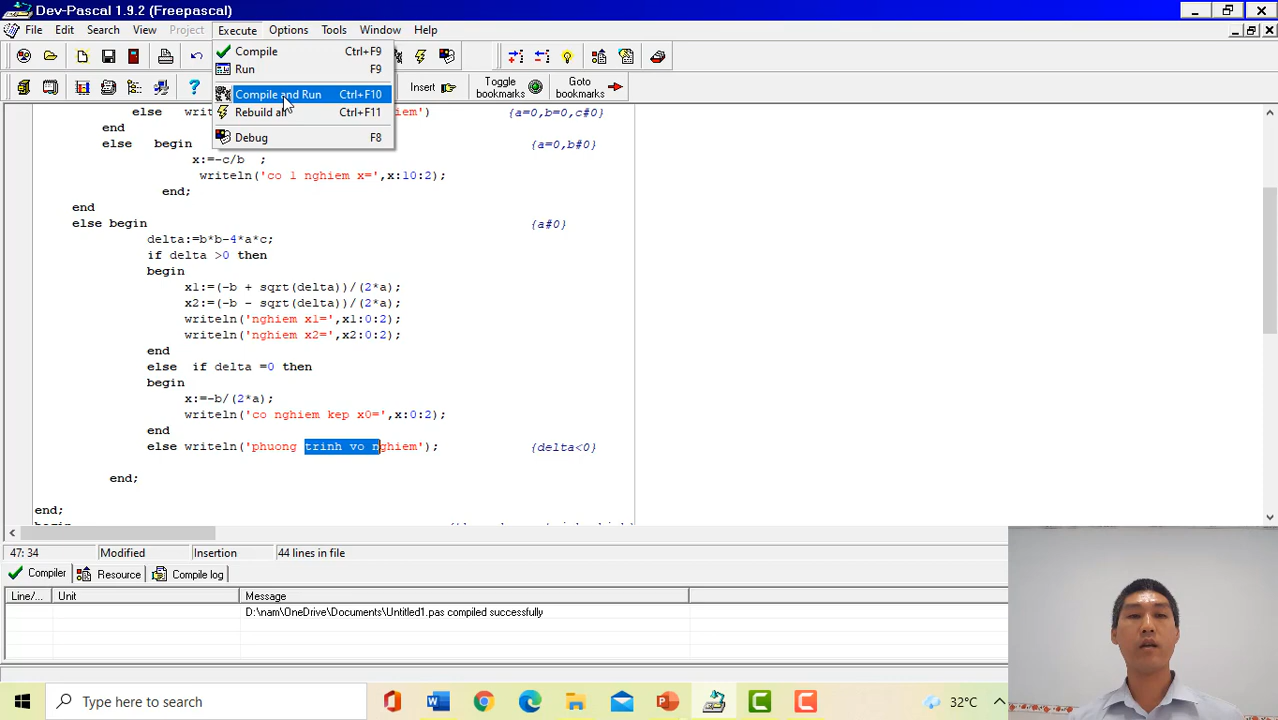 Dev-Pascal 1.9.2 (Freepascal)
File Edit Search View Project Execute Options Tools Window Help
Compile Ctrl+F9
Run F9
Compile and Run Ctrl+F10
Rebuild all Ctrl+F11
Debug F8
Insert Toggle bookmarks Goto bookmarks
else writ iem') {a=0,b=0,c#0}
end
else begin {a=0,b#0}
x:=-c/b ;
writeln('co 1 nghiem x=',x:10:2);
end;
end
else begin {a#0}
delta:=b*b-4*a*c;
if delta >0 then
begin
x1:=(-b + sqrt(delta))/(2*a);
x2:=(-b - sqrt(delta))/(2*a);
writeln('nghiem x1=',x1:0:2);
writeln('nghiem x2=',x2:0:2);
end
else if delta =0 then
begin
x:=-b/(2*a);
writeln('co nghiem kep x0=',x:0:2);
end
else writeln('phuong trinh vo nghiem'); {delta<0}
end;
end;
begin
47: 34 Modified Insertion 44 lines in file
Compiler Resource Compile log
Line/... Unit Message
D:\nam\OneDrive\Documents\Untitled1.pas compiled successfully
Type here to search 32°C